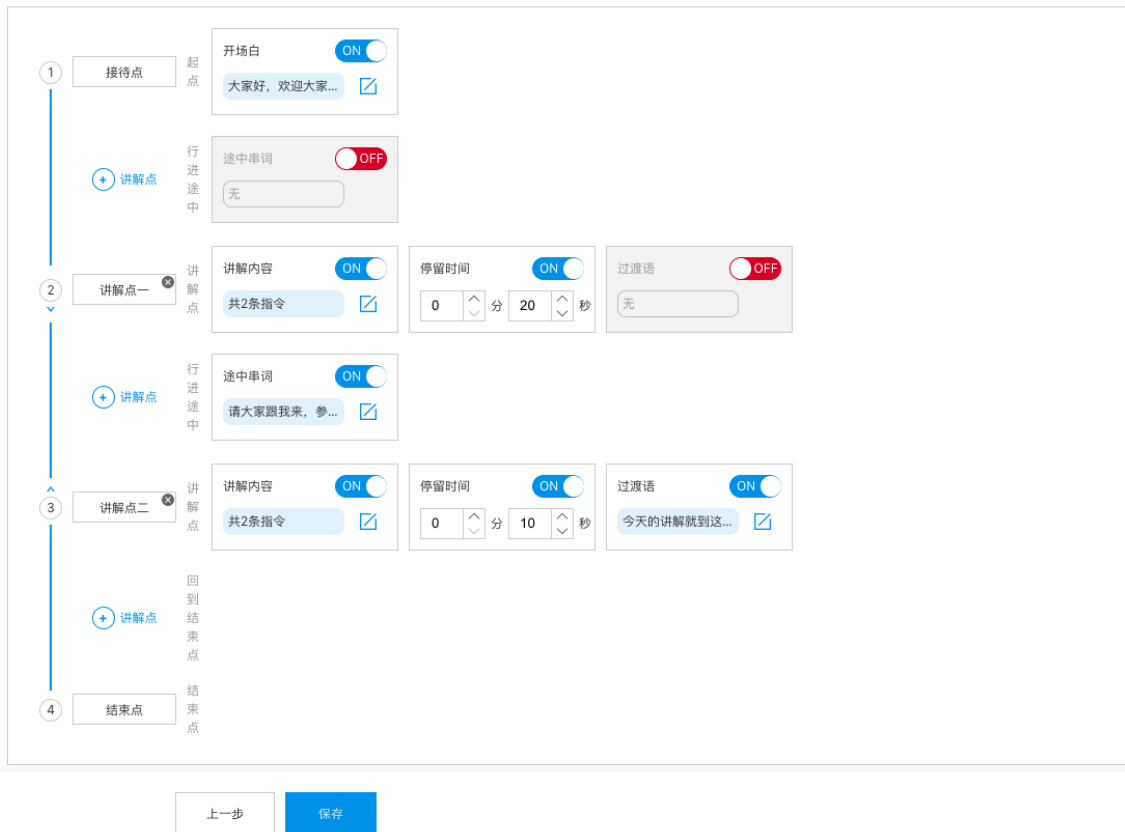 开场白 ON
1 接待点 起点
大家好，欢迎大家...
+ 讲解点 行进途中
途中串词 OFF
无
2 讲解点一 讲解点
讲解内容 ON 停留时间 ON 过渡语 OFF
共2条指令 0 分 20 秒 无
+ 讲解点 行进途中
途中串词 ON
请大家跟我来，参...
3 讲解点二 讲解点
讲解内容 ON 停留时间 ON 过渡语 ON
共2条指令 0 分 10 秒 今天的讲解就到这...
+ 讲解点 回到结束点
4 结束点 结束点
上一步 保存